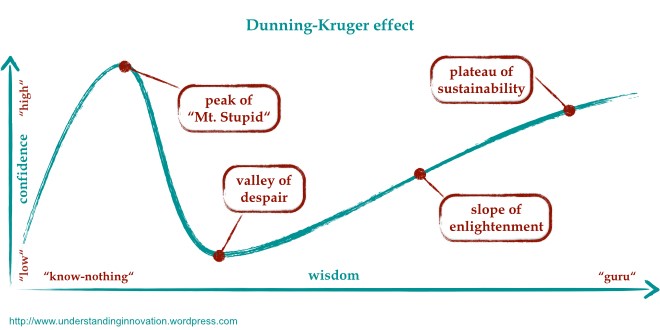 Dunning-Kruger effect
"high"
confidence
"low"
peak of
"Mt. Stupid"
valley of
despair
plateau of
sustainability
slope of
enlightenment
"know-nothing"
wisdom
"guru"
http://www.understandinginnovation.wordpress.com